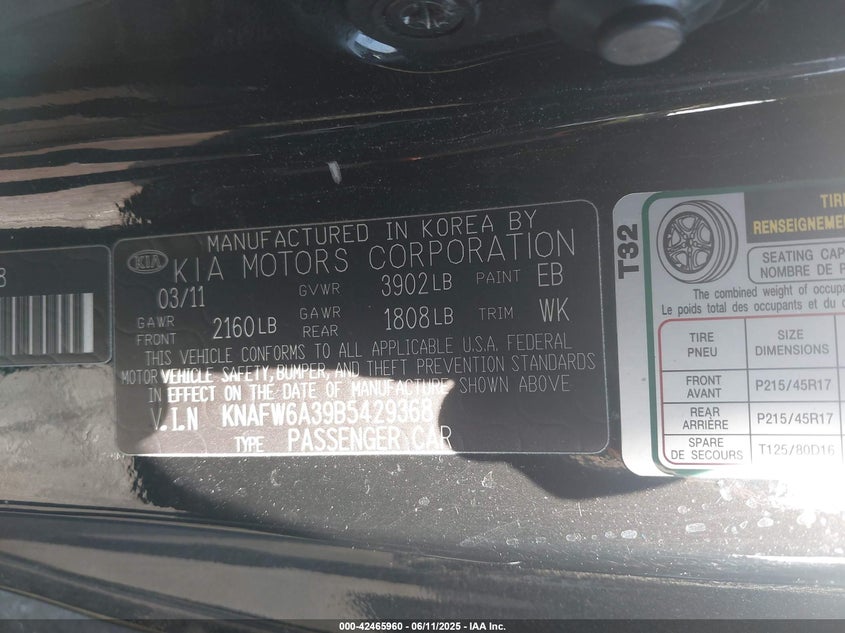 KIA
MANUFACTURED IN KOREA BY
KIA MOTORS CORPORATION
03/11 GVWR 3902LB PAINT EB
GAWR FRONT 2160LB GAWR REAR 1808LB TRIM WK
THIS VEHICLE CONFORMS TO ALL APPLICABLE U.S.A. FEDERAL
MOTOR VEHICLE SAFETY, BUMPER, AND THEFT PREVENTION STANDARDS
IN EFFECT ON THE DATE OF MANUFACTURE SHOWN ABOVE
V.I.N KNAFW6A39B5429368
TYPE PASSENGER CAR
8
T32
TIRE
RENSEIGNEMEN
SEATING CAP
NOMBRE DE P
The combined weight of occupa
Le poids total des occupants et du c
TIRE PNEU SIZE DIMENSIONS
FRONT AVANT P215/45R17
REAR ARRIÈRE P215/45R17
SPARE DE SECOURS T125/80D16
000-42465960 - 06/11/2025 - IAA Inc.